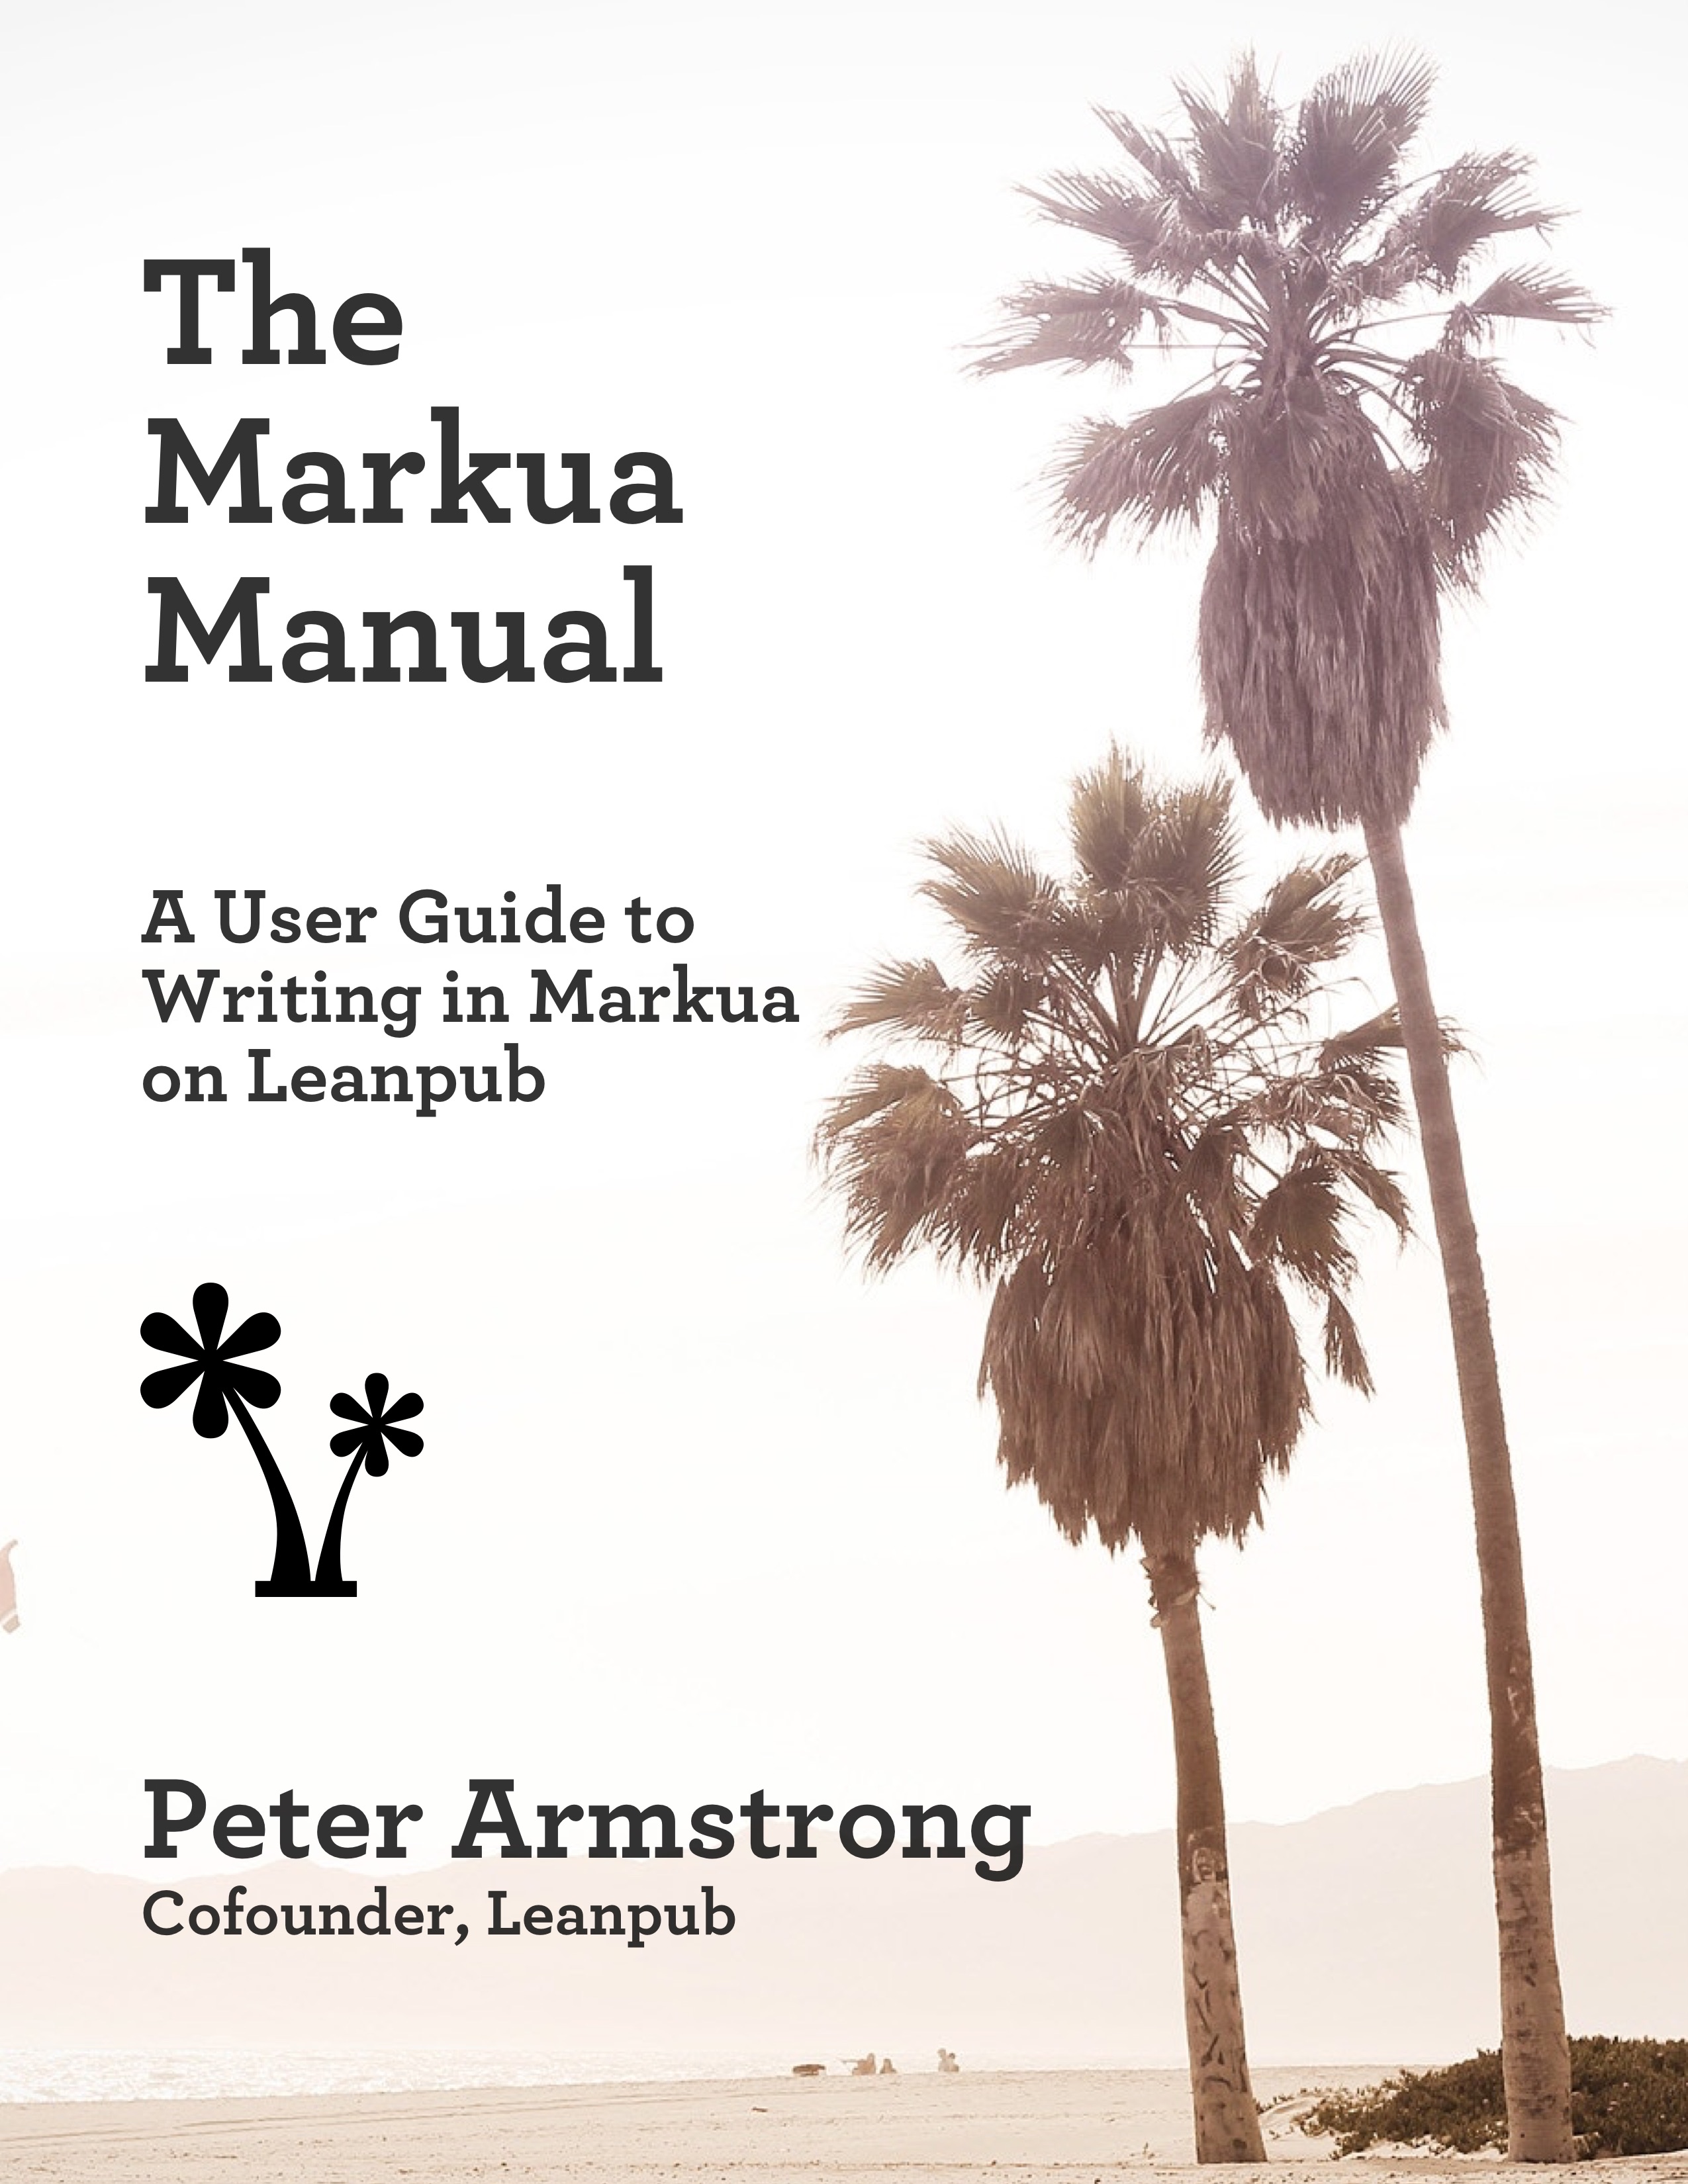 The
Markua
Manual
A User Guide to
Writing in Markua
on Leanpub
Peter Armstrong
Cofounder, Leanpub